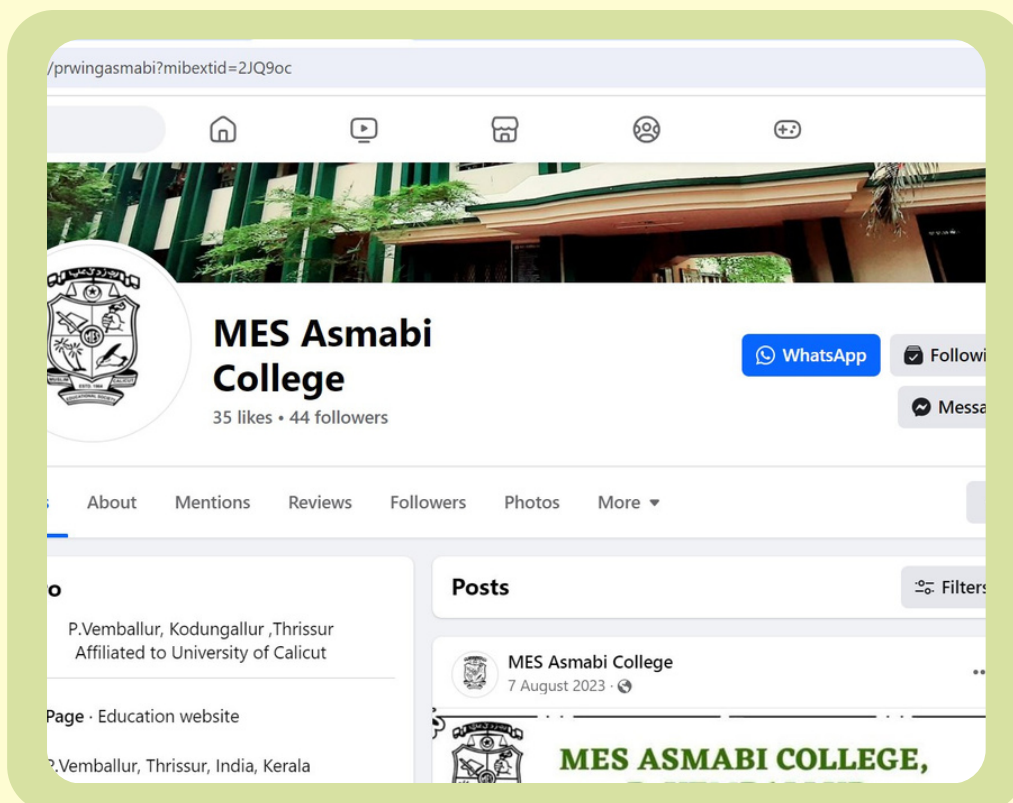 /prwingasmabi?mibextid=2JQ9oc
MES Asmabi
College
35 likes • 44 followers
WhatsApp
Followi
Messa
About Mentions Reviews Followers Photos More
Posts
Filters
P.Vemballur, Kodungallur ,Thrissur
Affiliated to University of Calicut
MES Asmabi College
7 August 2023 ·
Page · Education website
P.Vemballur, Thrissur, India, Kerala
MES ASMABI COLLEGE,